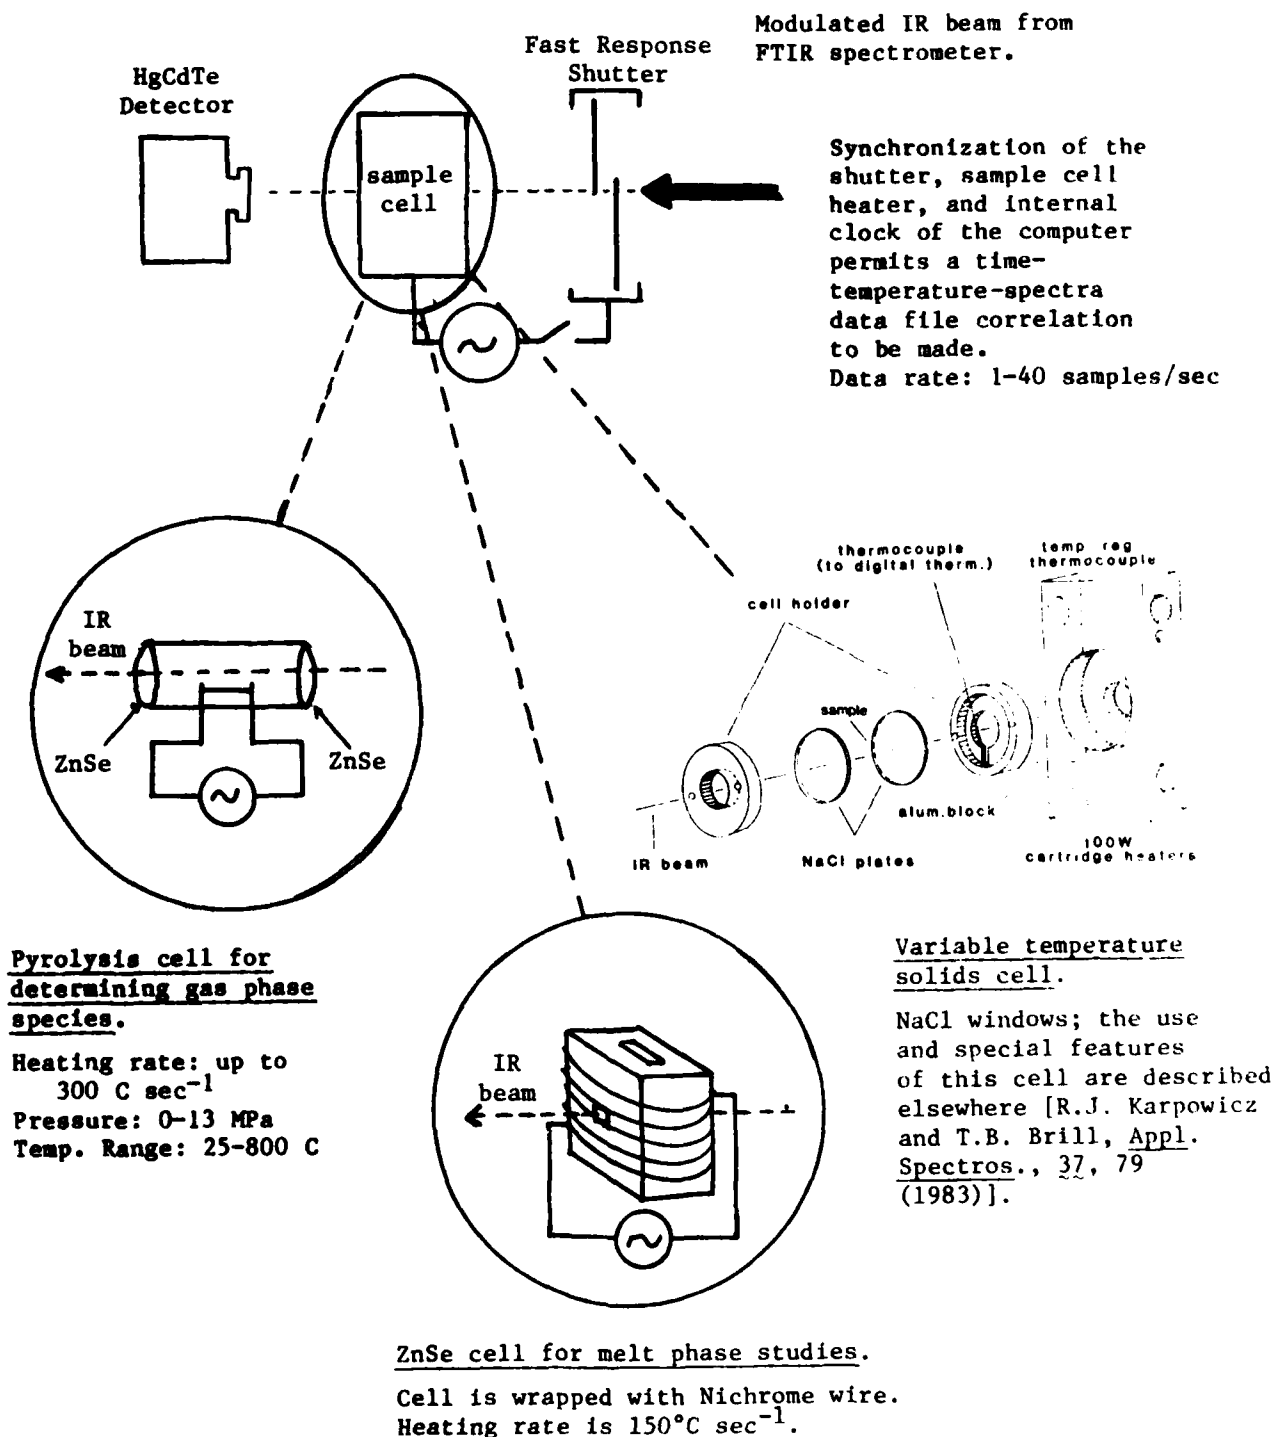 Modulated IR beam from
FTIR spectrometer.
Fast Response
Shutter
HgCdTe
Detector
sample
cell
Synchronization of the
shutter, sample cell
heater, and internal
clock of the computer
permits a time-
temperature-spectra
data file correlation
to be made.
Data rate: 1-40 samples/sec
IR
beam
ZnSe
ZnSe
thermocouple
(to digital therm.)
temp reg
thermocouple
cell holder
sample
alum.block
IR beam
NaCl plates
100W
cartridge heaters
Pyrolysis cell for
determining gas phase
species.
Heating rate: up to
300 C sec⁻¹
Pressure: 0-13 MPa
Temp. Range: 25-800 C
IR
beam
Variable temperature
solids cell.
NaCl windows; the use
and special features
of this cell are described
elsewhere [R.J. Karpowicz
and T.B. Brill, Appl.
Spectros., 37, 79
(1983)].
ZnSe cell for melt phase studies.
Cell is wrapped with Nichrome wire.
Heating rate is 150°C sec⁻¹.